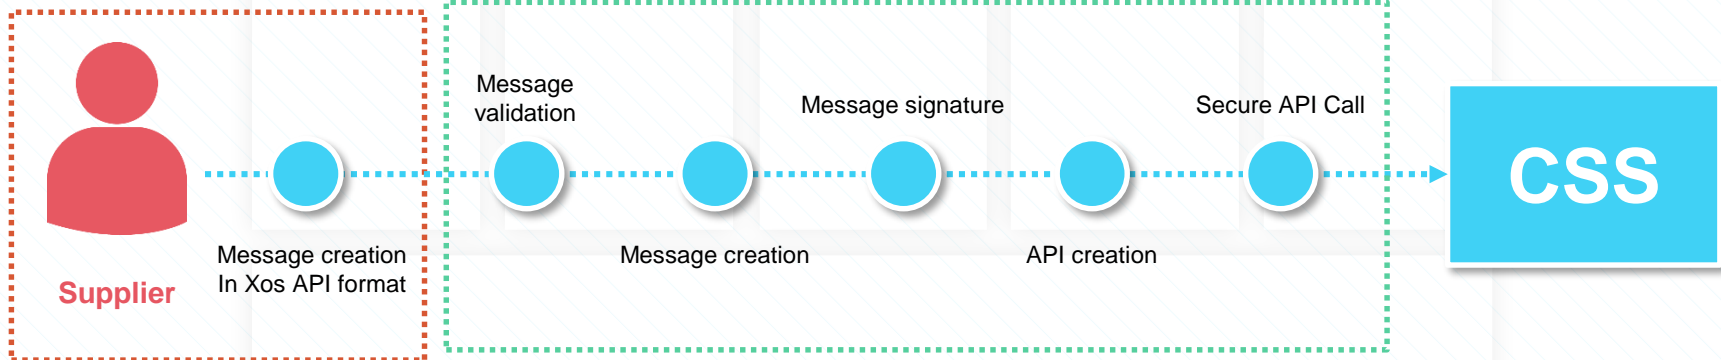 Supplier
Message creation
In Xos API format
Message
validation
Message creation
Message signature
API creation
Secure API Call
CSS